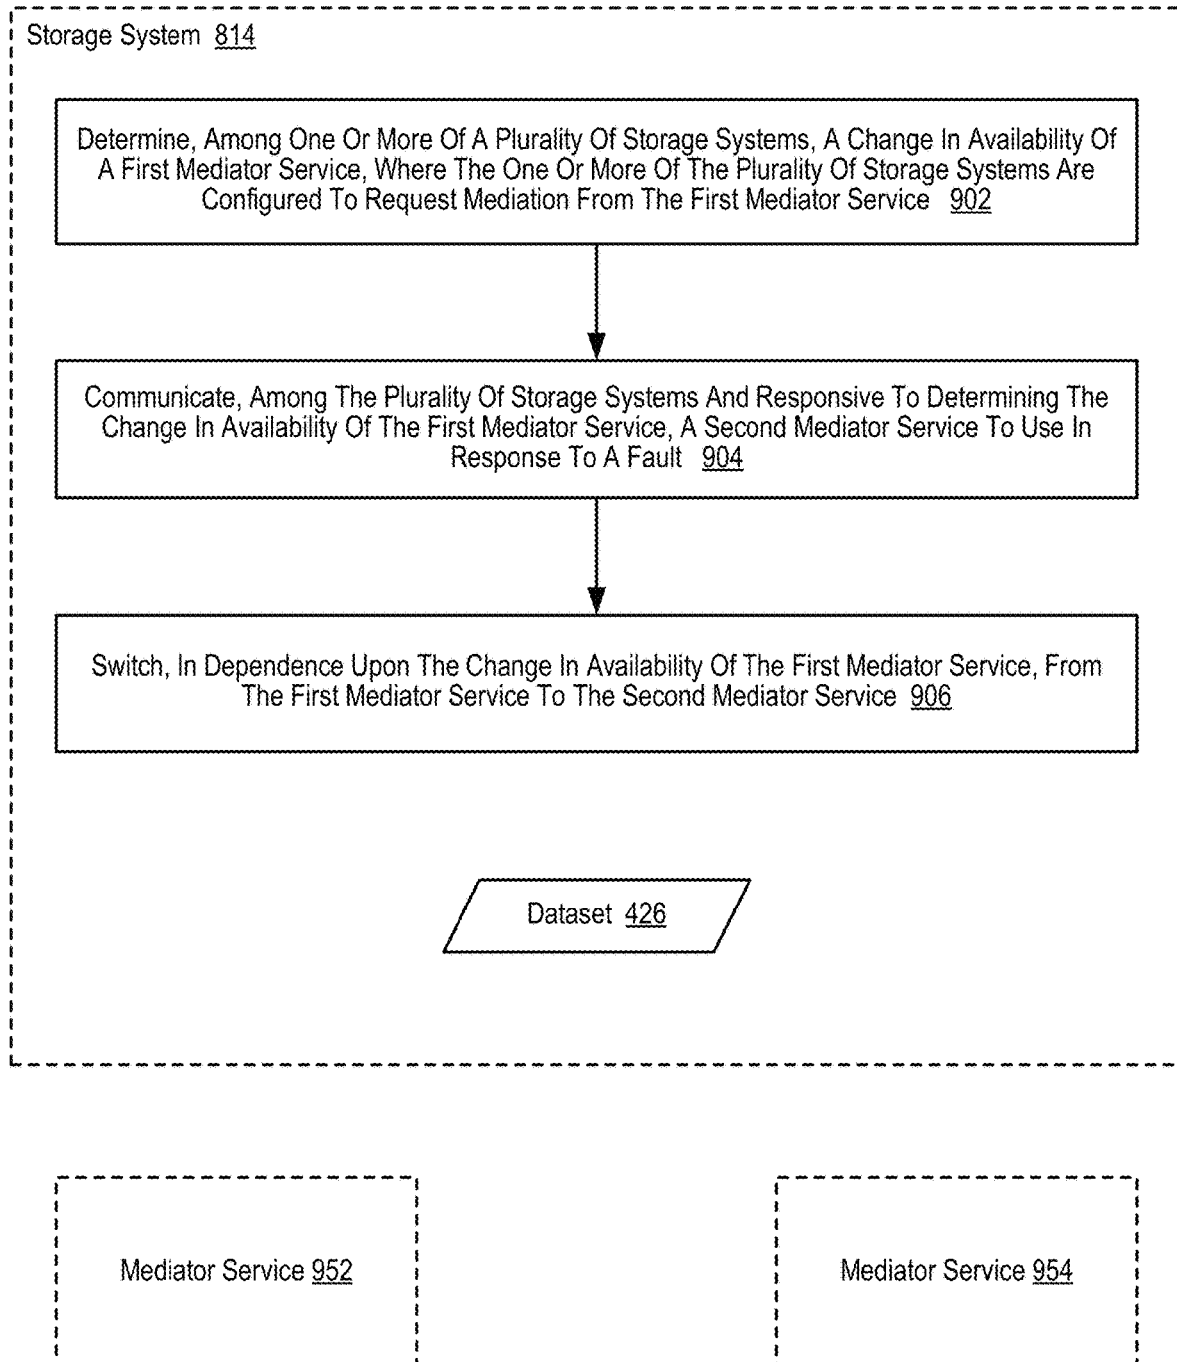 Storage System 814
Determine, Among One Or More Of A Plurality Of Storage Systems, A Change In Availability Of
A First Mediator Service, Where The One Or More Of The Plurality Of Storage Systems Are
Configured To Request Mediation From The First Mediator Service 902
Communicate, Among The Plurality Of Storage Systems And Responsive To Determining The
Change In Availability Of The First Mediator Service, A Second Mediator Service To Use In
Response To A Fault 904
Switch, In Dependence Upon The Change In Availability Of The First Mediator Service, From
The First Mediator Service To The Second Mediator Service 906
Dataset 426
Mediator Service 952
Mediator Service 954